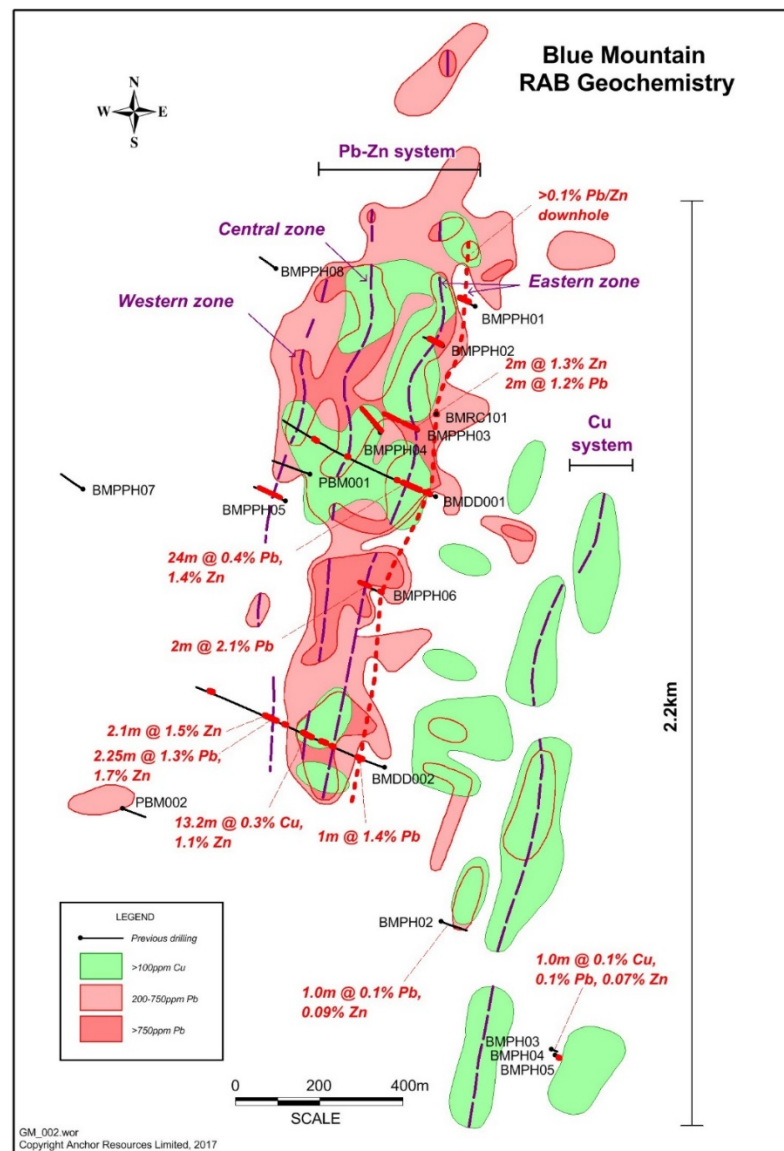 Blue Mountain
RAB Geochemistry
N
W E
S
Pb-Zn system
>0.1% Pb/Zn
downhole
Central zone
BMPPH08
Western zone
Eastern zone
BMPPH01
BMPPH02
2m @ 1.3% Zn
2m @ 1.2% Pb
BMRC101
BMPPH03
BMPPH04
Cu
system
PBM001
BMPPH07
BMPPH05
BMDD001
24m @ 0.4% Pb,
1.4% Zn
BMPPH06
2m @ 2.1% Pb
2.2km
2.1m @ 1.5% Zn
2.25m @ 1.3% Pb,
1.7% Zn
BMDD002
PBM002
13.2m @ 0.3% Cu,
1.1% Zn
1m @ 1.4% Pb
LEGEND
Previous drilling
>100ppm Cu
200-750ppm Pb
>750ppm Pb
BMPH02
1.0m @ 0.1% Pb,
0.09% Zn
1.0m @ 0.1% Cu,
0.1% Pb, 0.07% Zn
BMPH03
BMPH04
BMPH05
0 200 400m
SCALE
GM_002.wor
Copyright Anchor Resources Limited, 2017